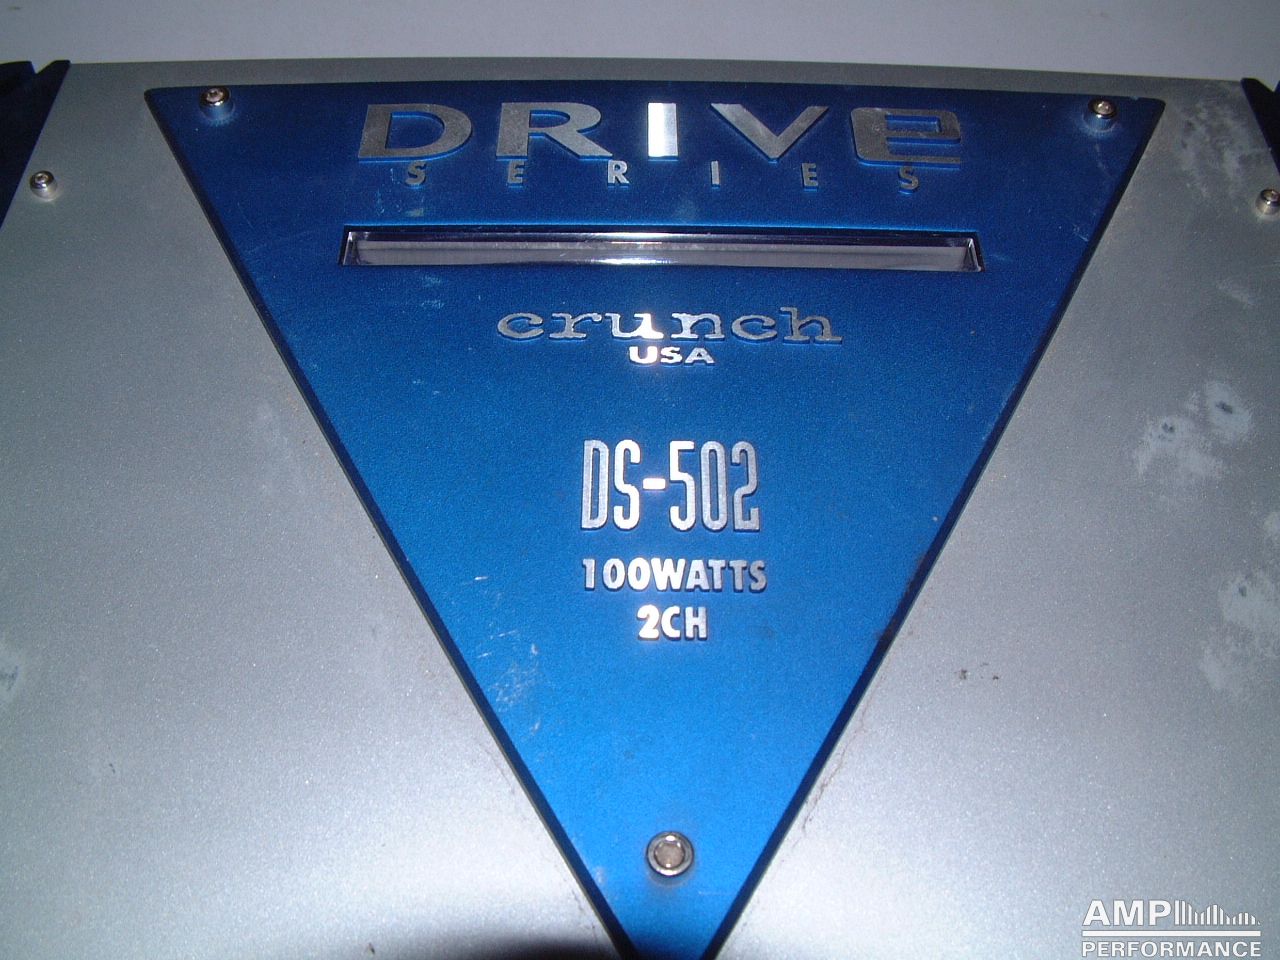 DRIVE
SERIES
crunch
USA
DS-502
100WATTS
2CH
AMP
PERFORMANCE